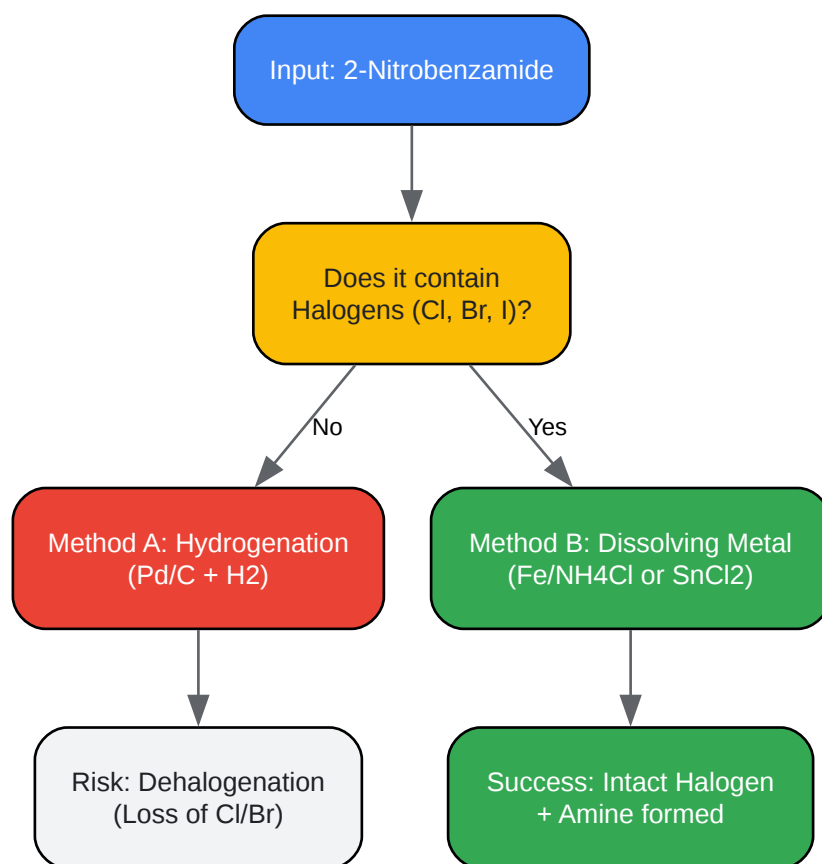 Input: 2-Nitrobenzamide
Does it contain
Halogens (Cl, Br, I)?
No
Yes
Method A: Hydrogenation
(Pd/C + H2)
Method B: Dissolving Metal
(Fe/NH4Cl or SnCl2)
Risk: Dehalogenation
(Loss of Cl/Br)
Success: Intact Halogen
+ Amine formed